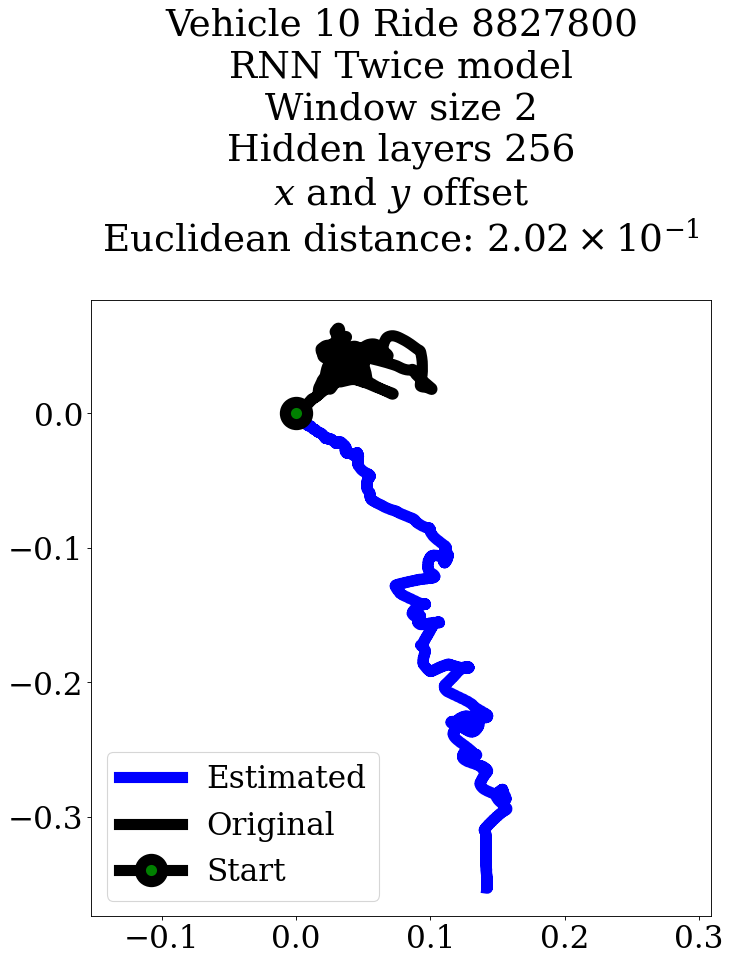 Vehicle 10 Ride 8827800
RNN Twice model
Window size 2
Hidden layers 256
x and y offset
Euclidean distance: 2.02 × 10⁻¹
0.0
−0.1
−0.2
−0.3
Estimated
Original
Start
−0.1 0.0 0.1 0.2 0.3